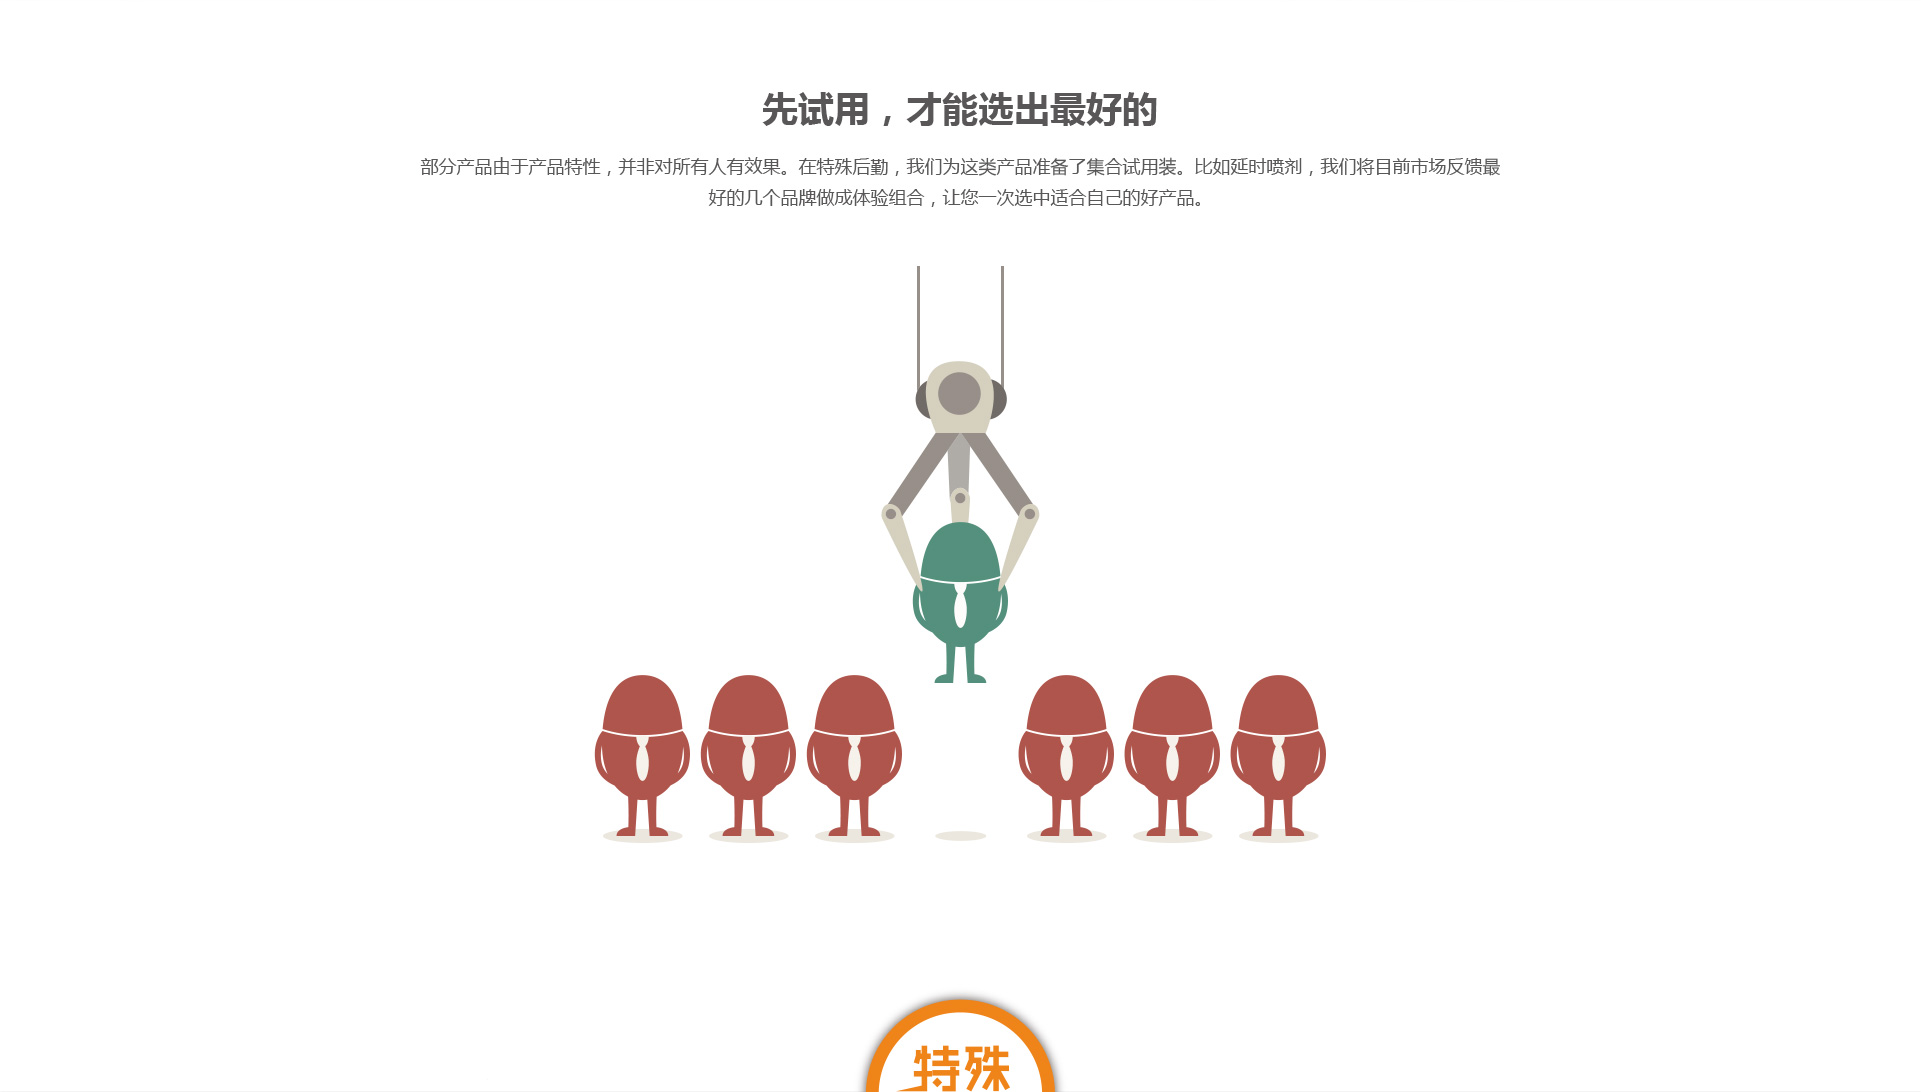 先试用，才能选出最好的
部分产品由于产品特性，并非对所有人有效果。在特殊后勤，我们为这类产品准备了集合试用装。比如延时喷剂，我们将目前市场反馈最
好的几个品牌做成体验组合，让您一次选中适合自己的好产品。
特殊